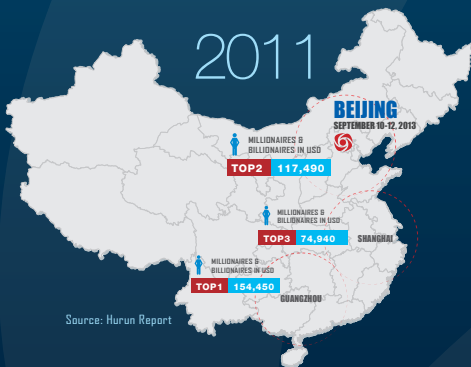 2011
BEIJING
SEPTEMBER 10-12, 2013
MILLIONAIRES &
BILLIONAIRES IN USD
TOP2 117,490
MILLIONAIRES &
BILLIONAIRES IN USD
TOP3 74,940
SHANGHAI
MILLIONAIRES &
BILLIONAIRES IN USD
TOP1 154,450
GUANGZHOU
Source: Hurun Report